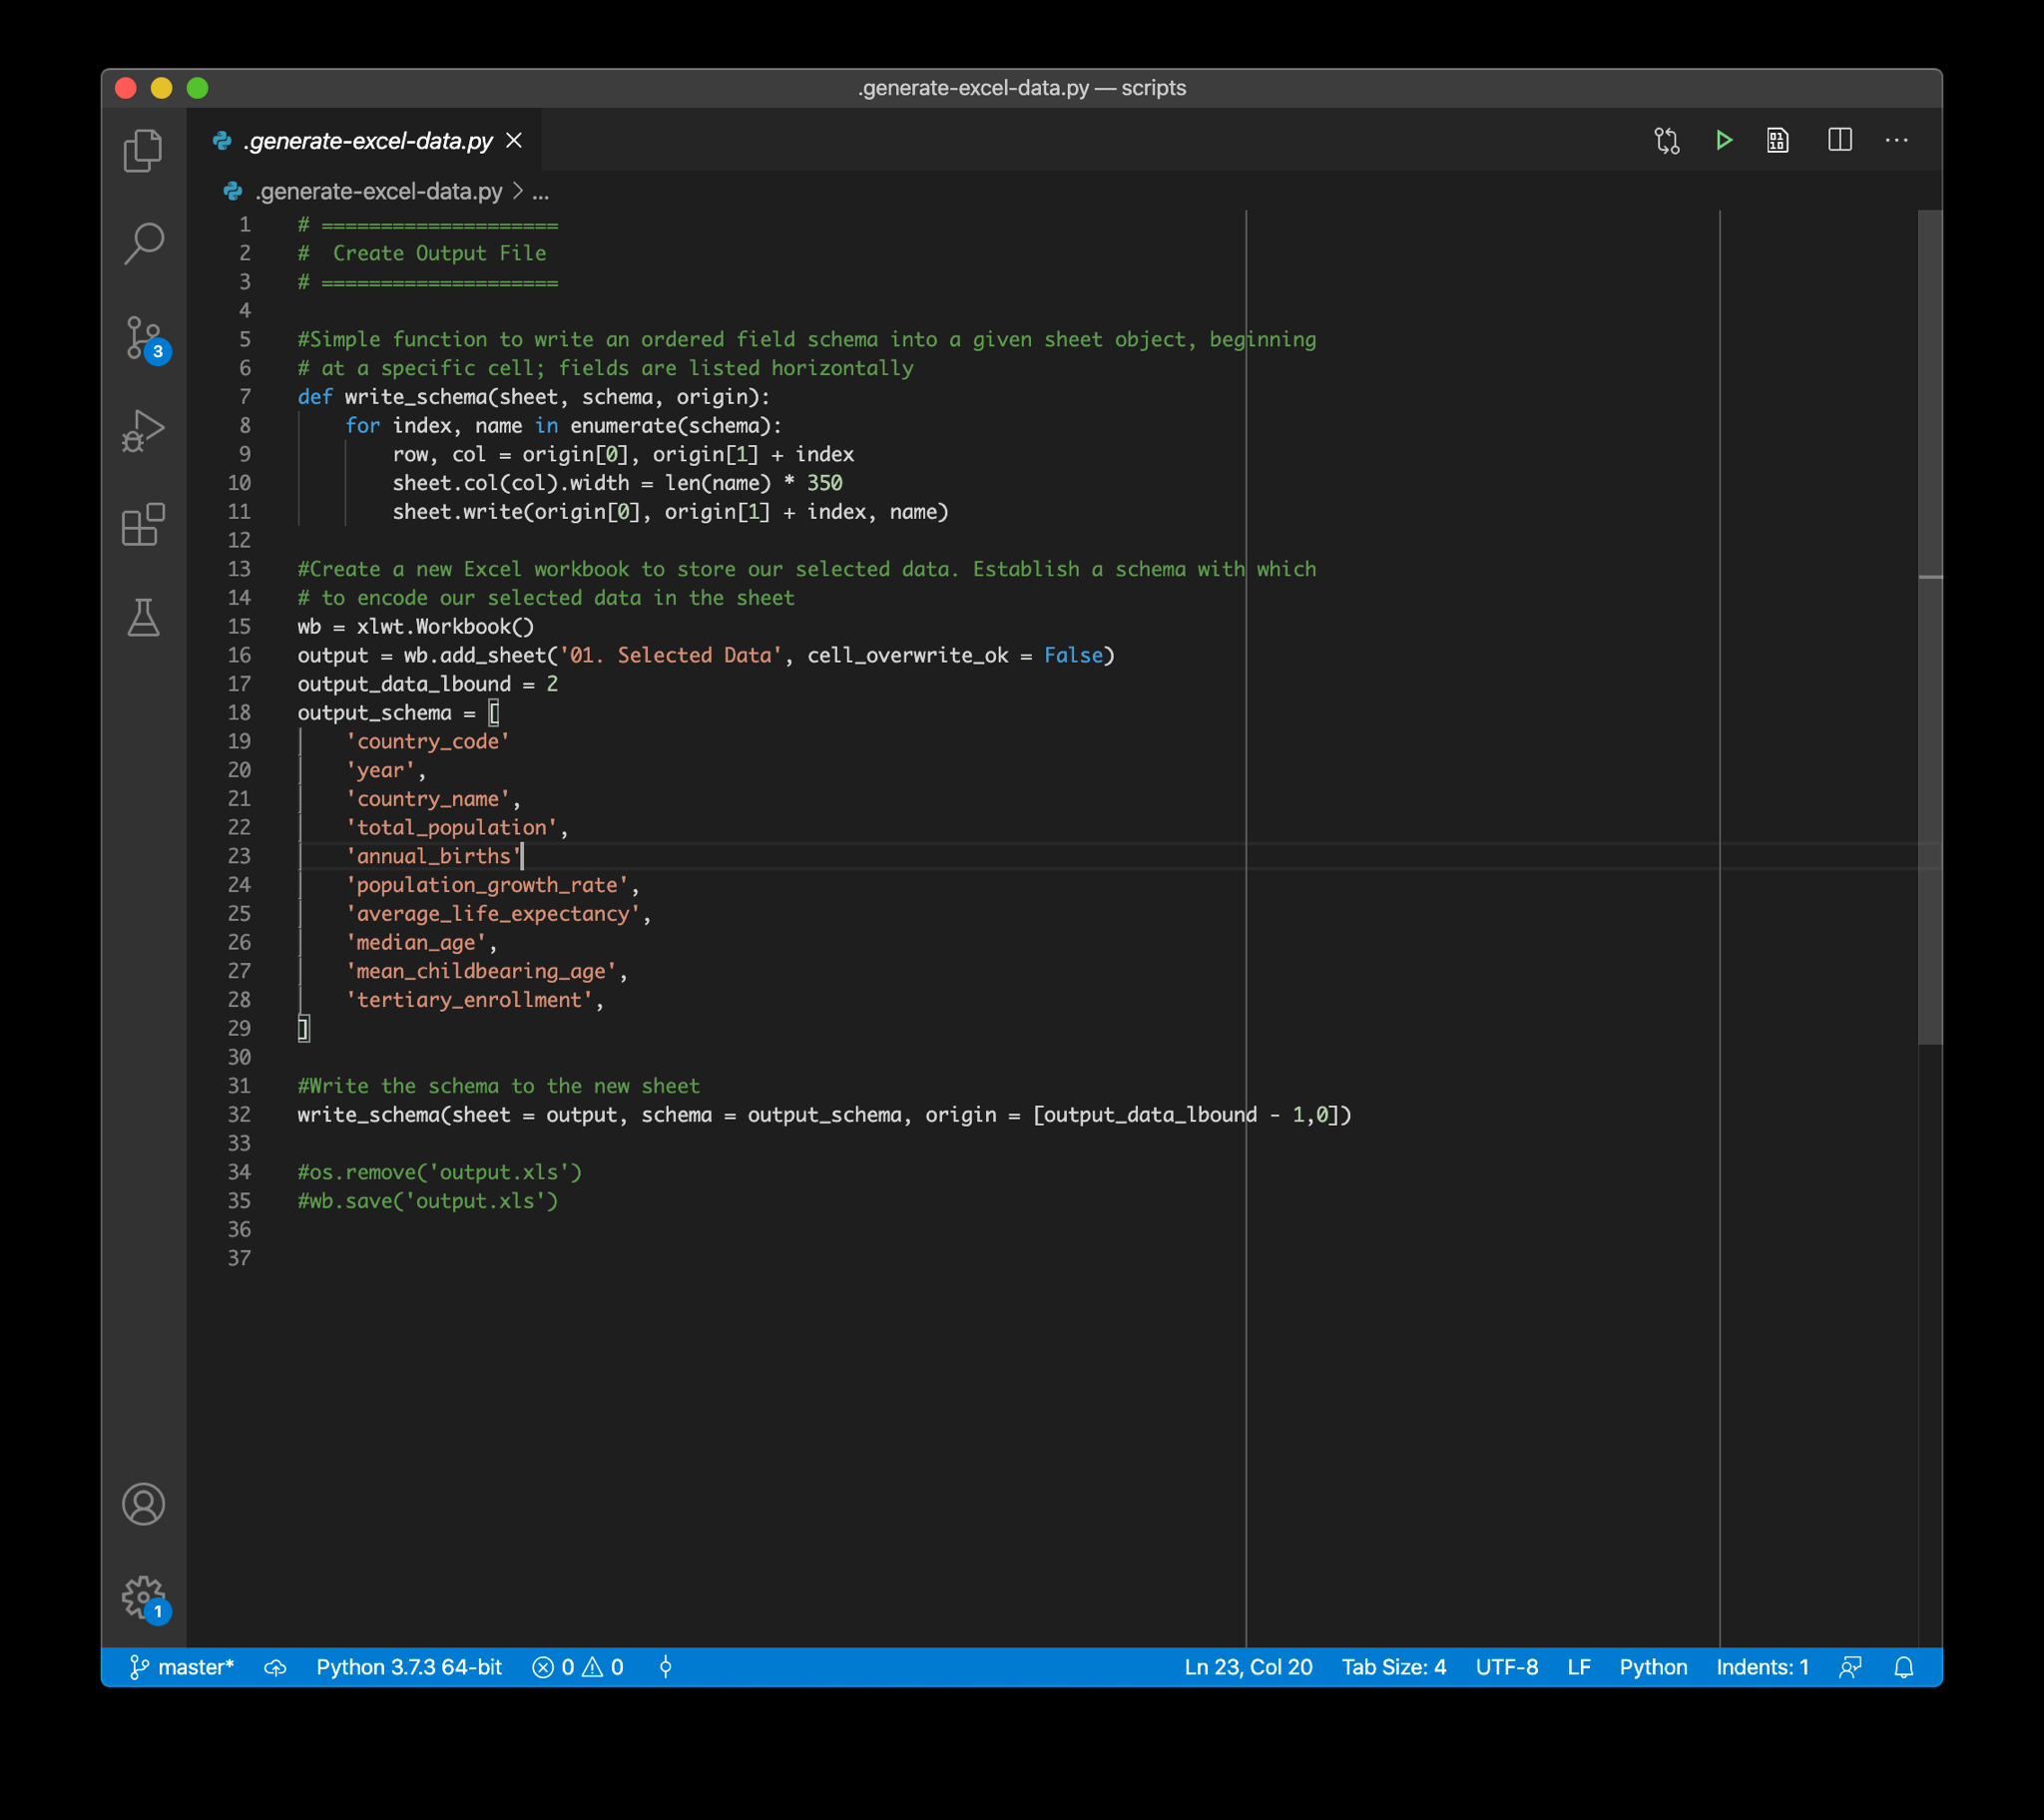 .generate-excel-data.py — scripts
.generate-excel-data.py
.generate-excel-data.py > ...
1 # ====================
2 #  Create Output File
3 # ====================
4
5 #Simple function to write an ordered field schema into a given sheet object, beginning
6 # at a specific cell; fields are listed horizontally
7 def write_schema(sheet, schema, origin):
8     for index, name in enumerate(schema):
9         row, col = origin[0], origin[1] + index
10         sheet.col(col).width = len(name) * 350
11         sheet.write(origin[0], origin[1] + index, name)
12
13 #Create a new Excel workbook to store our selected data. Establish a schema with which
14 # to encode our selected data in the sheet
15 wb = xlwt.Workbook()
16 output = wb.add_sheet('01. Selected Data', cell_overwrite_ok = False)
17 output_data_lbound = 2
18 output_schema = [
19     'country_code'
20     'year',
21     'country_name',
22     'total_population',
23     'annual_births'
24     'population_growth_rate',
25     'average_life_expectancy',
26     'median_age',
27     'mean_childbearing_age',
28     'tertiary_enrollment',
29 ]
30
31 #Write the schema to the new sheet
32 write_schema(sheet = output, schema = output_schema, origin = [output_data_lbound - 1,0])
33
34 #os.remove('output.xls')
35 #wb.save('output.xls')
36
37
3
1
master* Python 3.7.3 64-bit 0 0 Ln 23, Col 20 Tab Size: 4 UTF-8 LF Python Indents: 1